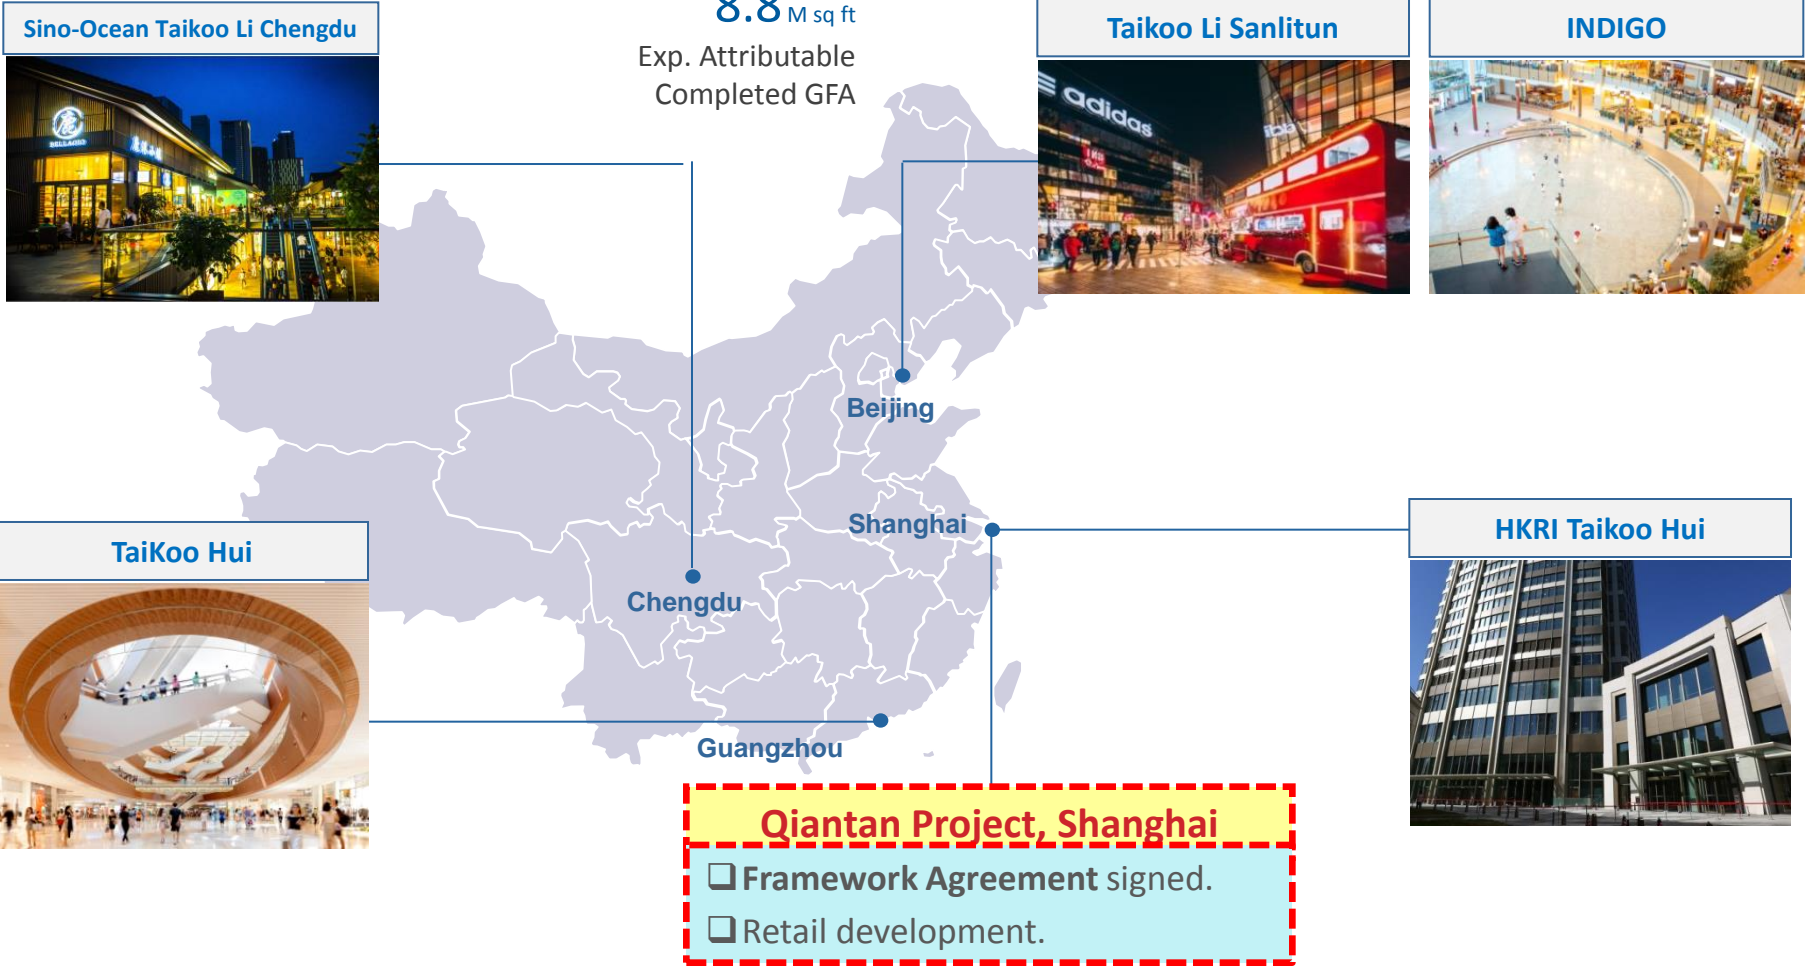 8.8 M sq ft
Exp. Attributable
Completed GFA
Sino-Ocean Taikoo Li Chengdu
BELLAGIO
Taikoo Li Sanlitun
adidas
INDIGO
Beijing
Shanghai
Chengdu
Guangzhou
TaiKoo Hui
HKRI Taikoo Hui
Qiantan Project, Shanghai
❑ Framework Agreement signed.
❑ Retail development.